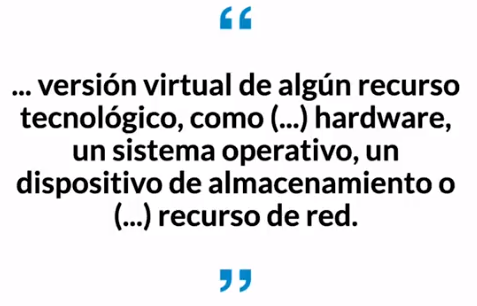 “
... versión virtual de algún recurso
tecnológico, como (...) hardware,
un sistema operativo, un
dispositivo de almacenamiento o
(...) recurso de red.
”